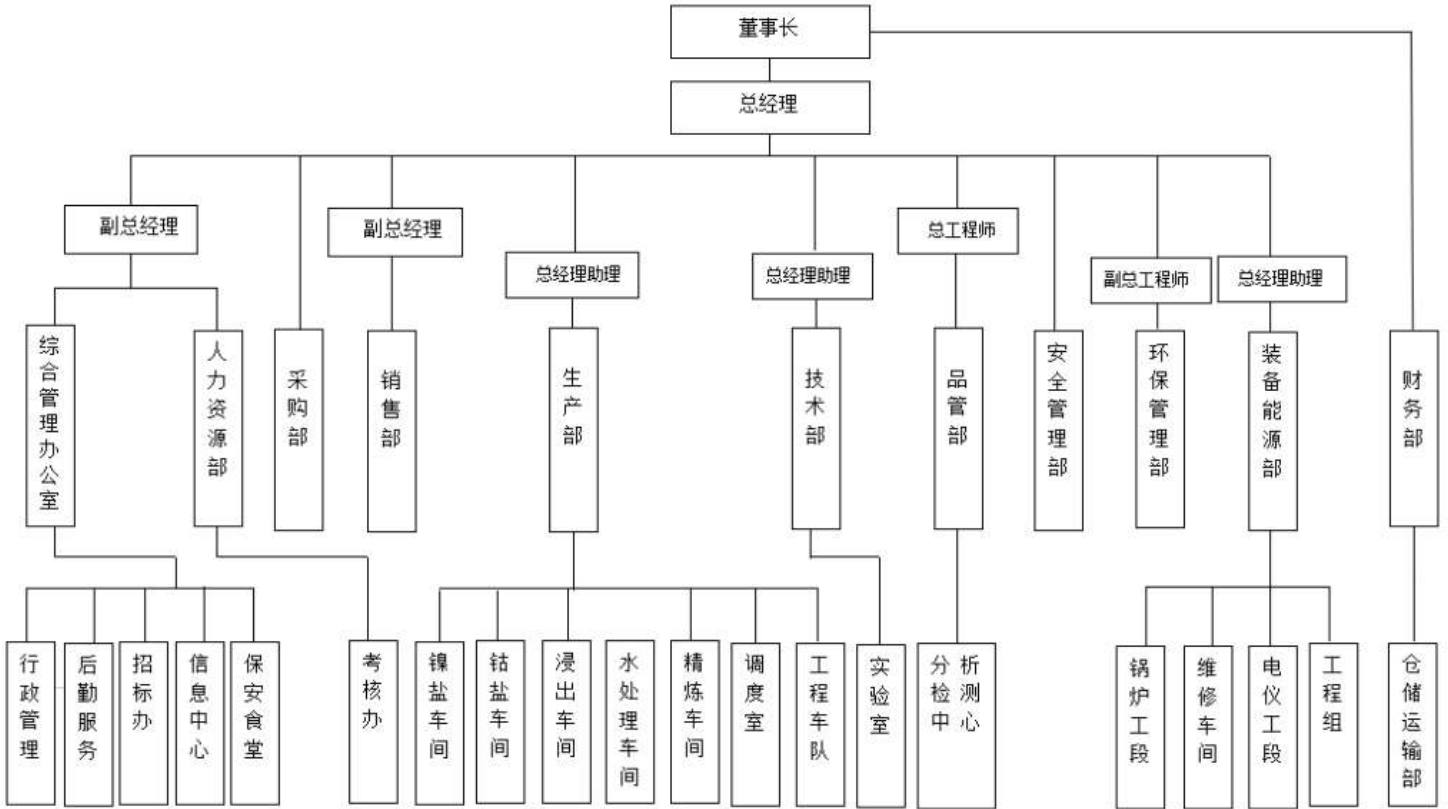 董事长
总经理
副总经理
副总经理
总经理助理
总经理助理
总工程师
副总工程师
总经理助理
综合管理办公室
人力资源部
采购部
销售部
生产部
技术部
品管部
安全管理部
环保管理部
装备能源部
财务部
行政管理
后勤服务
招标办
信息中心
保安食堂
考核办
镍盐车间
钴盐车间
浸出车间
水处理车间
精炼车间
调度室
工程车队
实验室
分析检测中心
锅炉工段
维修车间
电仪工段
工程组
仓储运输部